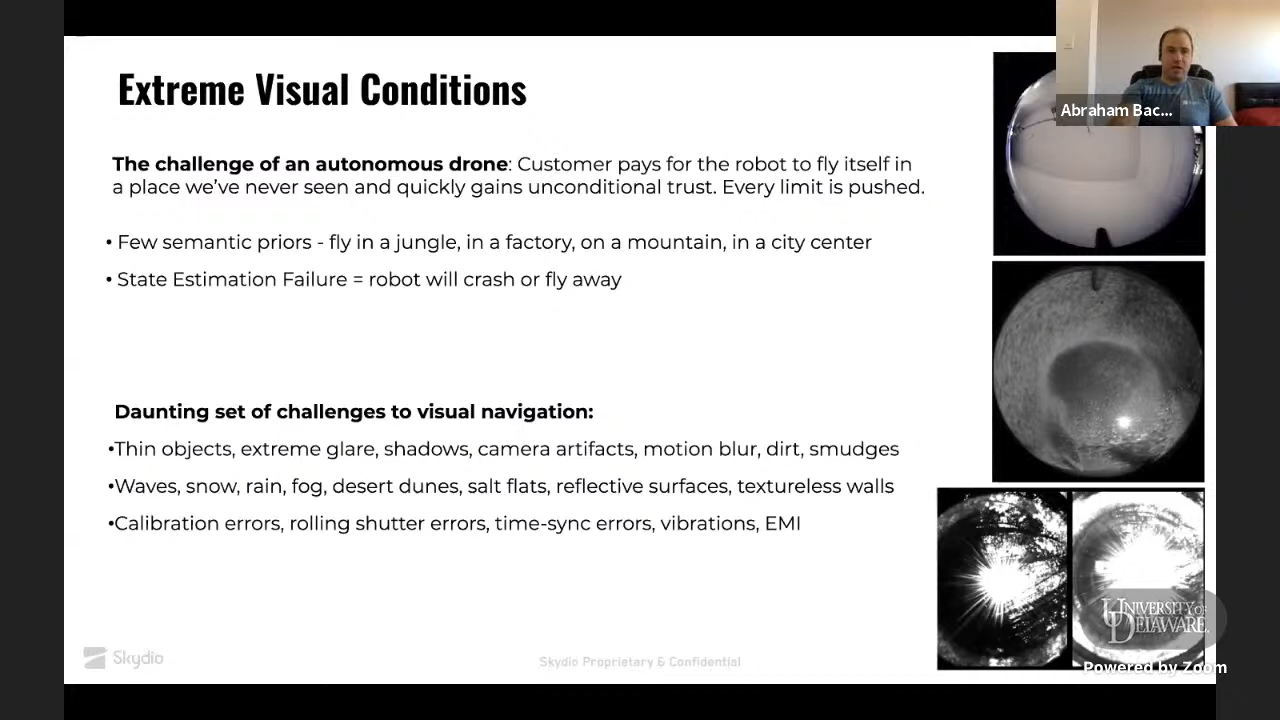 Extreme Visual Conditions
Abraham Bac...
The challenge of an autonomous drone: Customer pays for the robot to fly itself in
a place we've never seen and quickly gains unconditional trust. Every limit is pushed.
• Few semantic priors - fly in a jungle, in a factory, on a mountain, in a city center
• State Estimation Failure = robot will crash or fly away
Daunting set of challenges to visual navigation:
•Thin objects, extreme glare, shadows, camera artifacts, motion blur, dirt, smudges
•Waves, snow, rain, fog, desert dunes, salt flats, reflective surfaces, textureless walls
•Calibration errors, rolling shutter errors, time-sync errors, vibrations, EMI
UNIVERSITY OF
DELAWARE.
Skydio
Skydio Proprietary & Confidential
Powered by Zoom